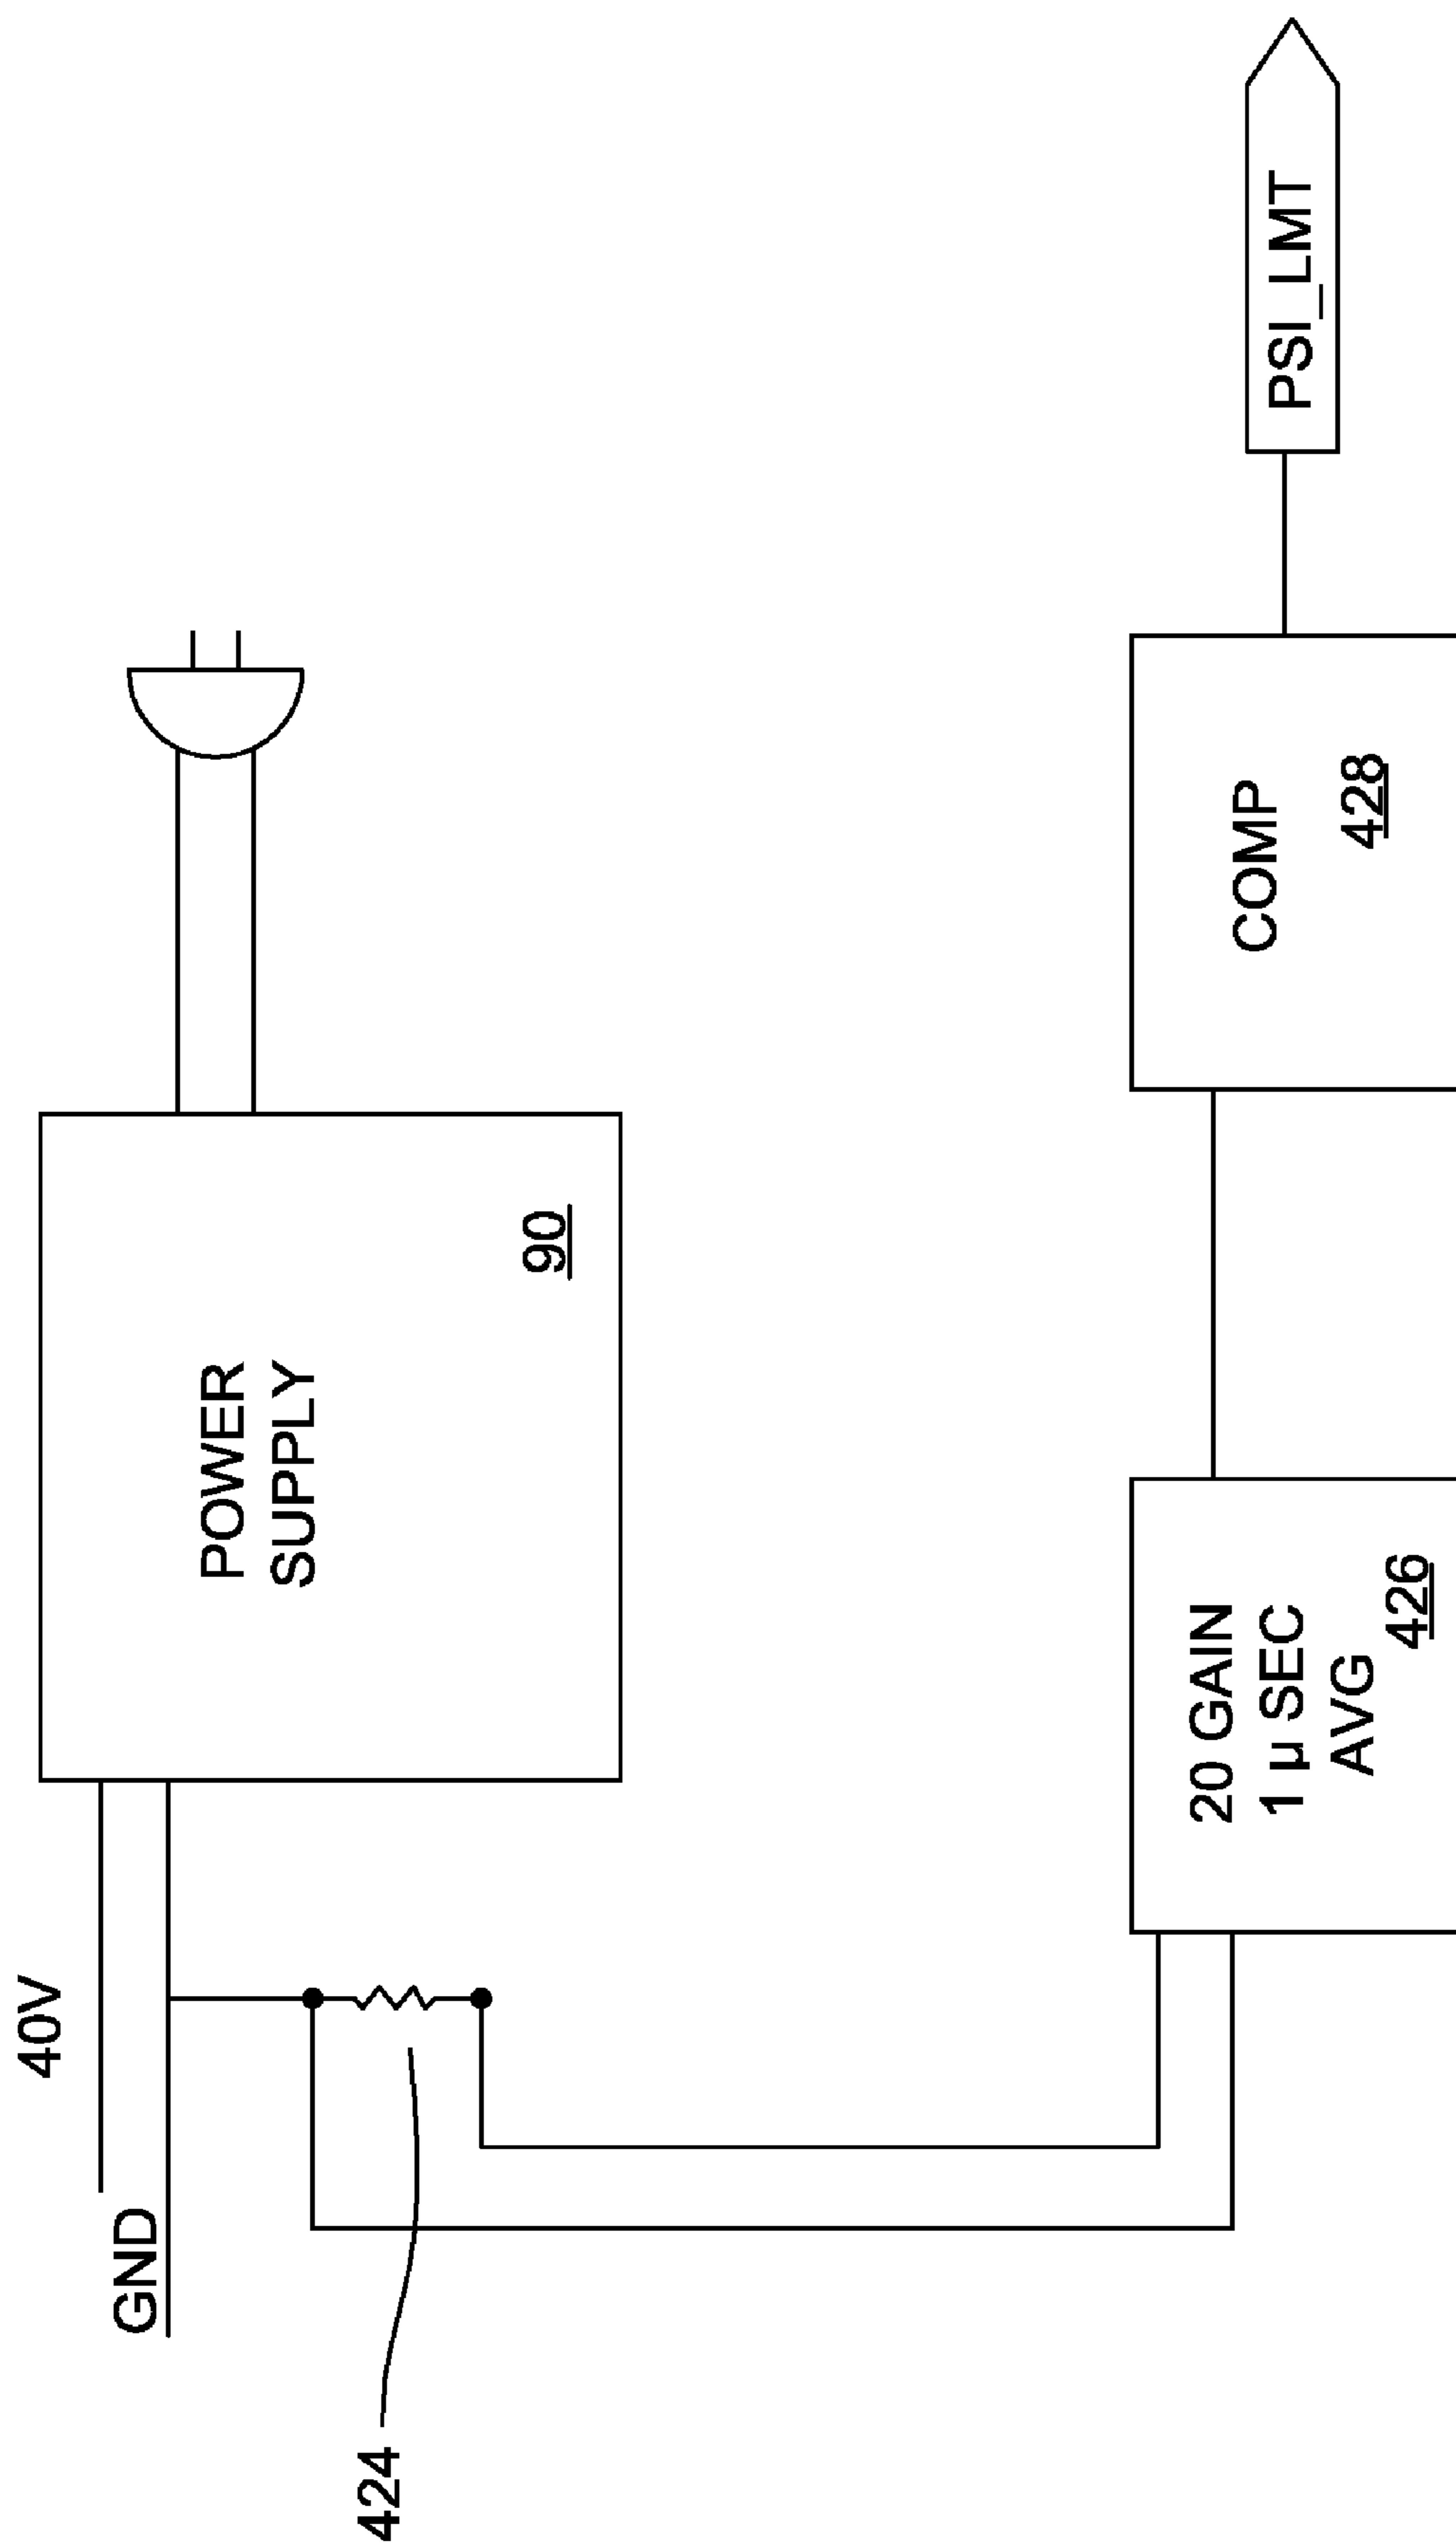 40V
GND
424
POWER
SUPPLY
90
20 GAIN
1 μ SEC
AVG
426
COMP
428
PSI_LMT